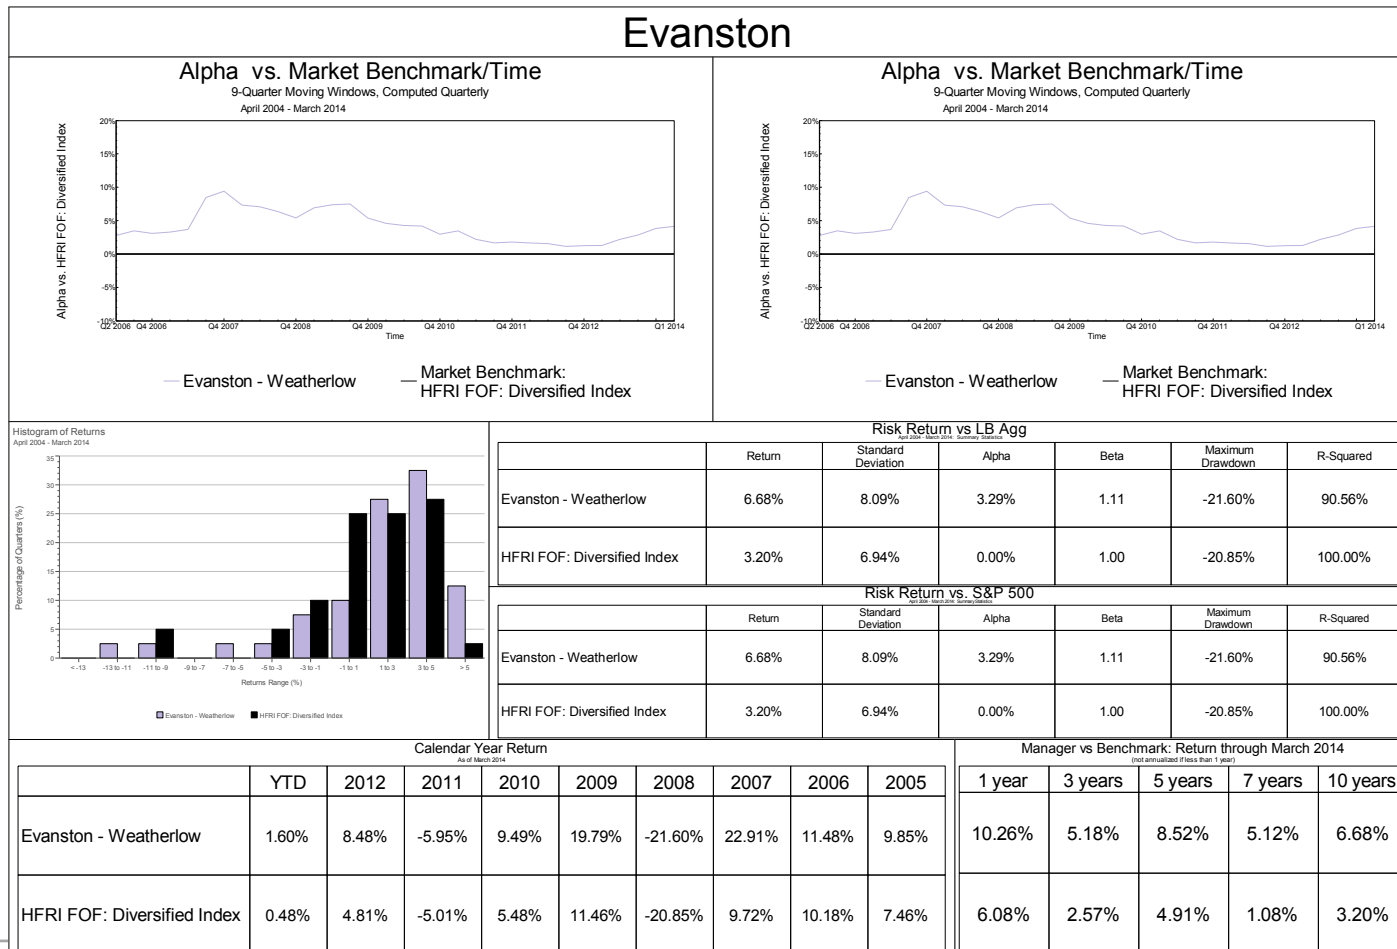 Evanston
Alpha vs. Market Benchmark/Time
9-Quarter Moving Windows, Computed Quarterly
April 2004 - March 2014
Alpha vs. HFRI FOF: Diversified Index
20%
15%
10%
5%
0%
-5%
-10%
Q2 2006 Q4 2006 Q4 2007 Q4 2008 Q4 2009 Q4 2010 Q4 2011 Q4 2012 Q1 2014
Time
Evanston - Weatherlow
Market Benchmark:
HFRI FOF: Diversified Index
Alpha vs. Market Benchmark/Time
9-Quarter Moving Windows, Computed Quarterly
April 2004 - March 2014
Alpha vs. HFRI FOF: Diversified Index
20%
15%
10%
5%
0%
-5%
-10%
Q2 2006 Q4 2006 Q4 2007 Q4 2008 Q4 2009 Q4 2010 Q4 2011 Q4 2012 Q1 2014
Time
Evanston - Weatherlow
Market Benchmark:
HFRI FOF: Diversified Index
Histogram of Returns
April 2004 - March 2014
Percentage of Quarters (%)
35
30
25
20
10
5
0
< -13 -13 to -11 -11 to -9 -9 to -7 -7 to -5 -5 to -3 -3 to -1 -1 to 1 1 to 3 3 to 5 > 5
Returns Range (%)
Evanston - Weatherlow HFRI FOF: Diversified Index
Risk Return vs LB Agg
April 2004 - March 2014: Summary Statistics
Return Standard Deviation Alpha Beta Maximum Drawdown R-Squared
Evanston - Weatherlow 6.68% 8.09% 3.29% 1.11 -21.60% 90.56%
HFRI FOF: Diversified Index 3.20% 6.94% 0.00% 1.00 -20.85% 100.00%
Risk Return vs. S&P 500
April 2004 - March 2014: Summary Statistics
Return Standard Deviation Alpha Beta Maximum Drawdown R-Squared
Evanston - Weatherlow 6.68% 8.09% 3.29% 1.11 -21.60% 90.56%
HFRI FOF: Diversified Index 3.20% 6.94% 0.00% 1.00 -20.85% 100.00%
Calendar Year Return
As of March 2014
YTD 2012 2011 2010 2009 2008 2007 2006 2005
Evanston - Weatherlow 1.60% 8.48% -5.95% 9.49% 19.79% -21.60% 22.91% 11.48% 9.85%
HFRI FOF: Diversified Index 0.48% 4.81% -5.01% 5.48% 11.46% -20.85% 9.72% 10.18% 7.46%
Manager vs Benchmark: Return through March 2014
(not annualized if less than 1 year)
1 year 3 years 5 years 7 years 10 years
10.26% 5.18% 8.52% 5.12% 6.68%
6.08% 2.57% 4.91% 1.08% 3.20%